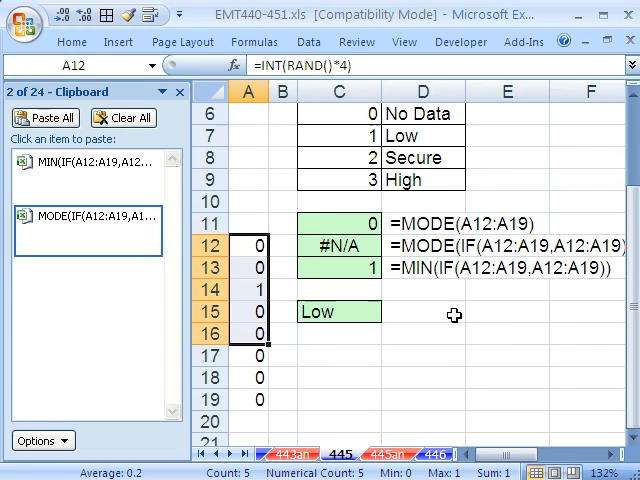 EMT440-451.xls [Compatibility Mode] - Microsoft Ex...
Home Insert Page Layout Formulas Data Review View Developer Add-Ins
A12 fx =INT(RAND()*4)
2 of 24 - Clipboard
Paste All Clear All
Click an item to paste:
MIN(IF(A12:A19,A12...
MODE(IF(A12:A19,A1...
Options
A B C D E F
6 0 No Data
7 1 Low
8 2 Secure
9 3 High
10
11 0 =MODE(A12:A19)
12 0 #N/A =MODE(IF(A12:A19,A12:A19)
13 0 1 =MIN(IF(A12:A19,A12:A19))
14 1
15 0 Low
16 0
17 0
18 0
19 0
20
21
443an 445 445an 446
Average: 0.2 Count: 5 Numerical Count: 5 Min: 0 Max: 1 Sum: 1 132%